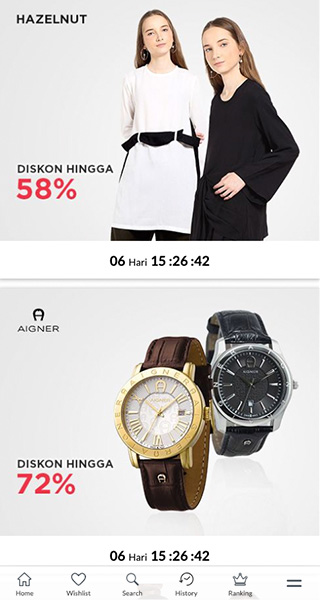 HAZELNUT
DISKON HINGGA
58%
06 Hari 15:26:42
AIGNER
DISKON HINGGA
72%
06 Hari 15:26:42
Home Wishlist Search History Ranking